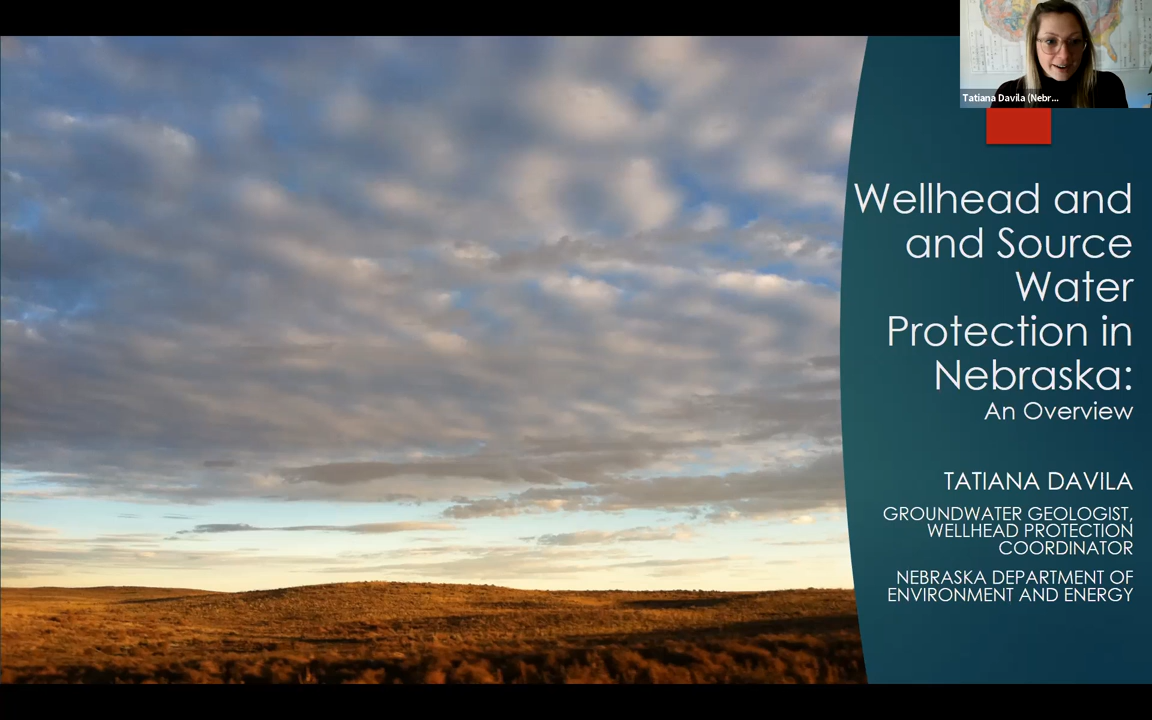 Tatiana Davila (Nebr...
Wellhead and
and Source
Water
Protection in
Nebraska:
An Overview
TATIANA DAVILA
GROUNDWATER GEOLOGIST,
WELLHEAD PROTECTION
COORDINATOR
NEBRASKA DEPARTMENT OF
ENVIRONMENT AND ENERGY